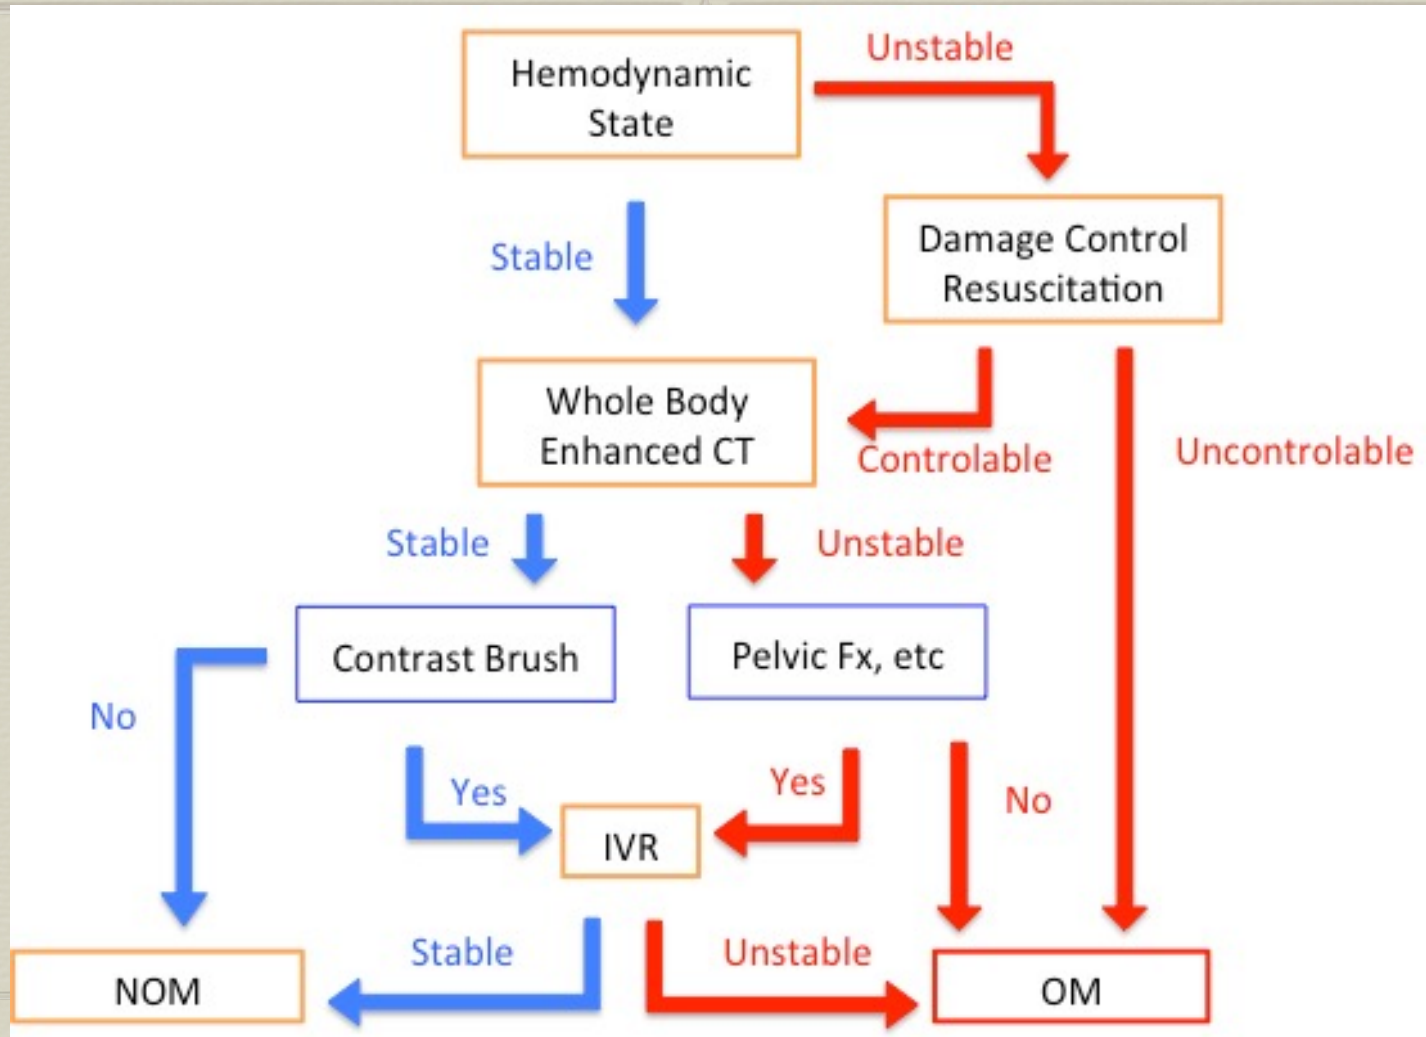 Hemodynamic
State
Unstable
Stable
Damage Control
Resuscitation
Whole Body
Enhanced CT
Controlable
Uncontrolable
Stable
Unstable
Contrast Brush
Pelvic Fx, etc
No
Yes
Yes
No
IVR
Stable
Unstable
NOM
OM